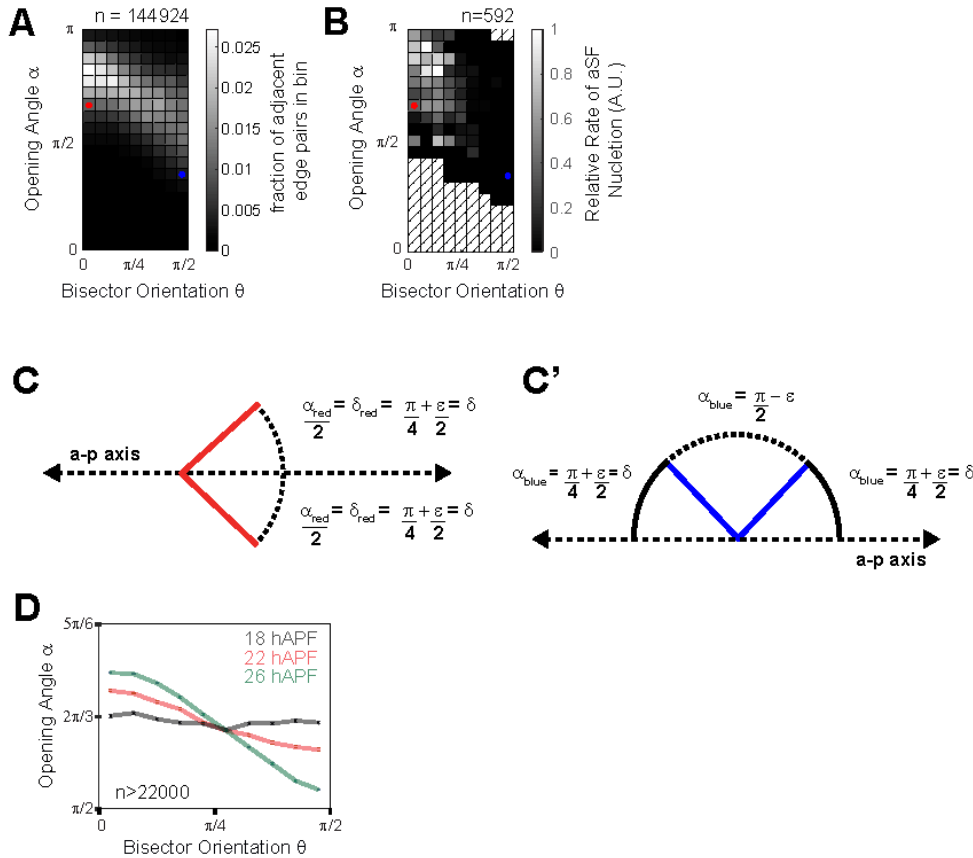 A
n = 144924
π
π/2
0
Opening Angle α
0
π/4
π/2
Bisector Orientation θ
0.025
0.02
0.015
0.01
0.005
0
fraction of adjacent
edge pairs in bin
B
n=592
π
π/2
0
Opening Angle α
0
π/4
π/2
Bisector Orientation θ
1
0.8
0.6
0.4
0.2
0
Relative Rate of aSF
Nucletion (A.U.)
C
a-p axis
α_red/2 = δ_red = π/4 + ε/2 = δ
α_red/2 = δ_red = π/4 + ε/2 = δ
C'
α_blue = π/2 − ε
α_blue = π/4 + ε/2 = δ
α_blue = π/4 + ε/2 = δ
a-p axis
D
5π/6
2π/3
π/2
Opening Angle α
18 hAPF
22 hAPF
26 hAPF
n>22000
0
π/4
π/2
Bisector Orientation θ